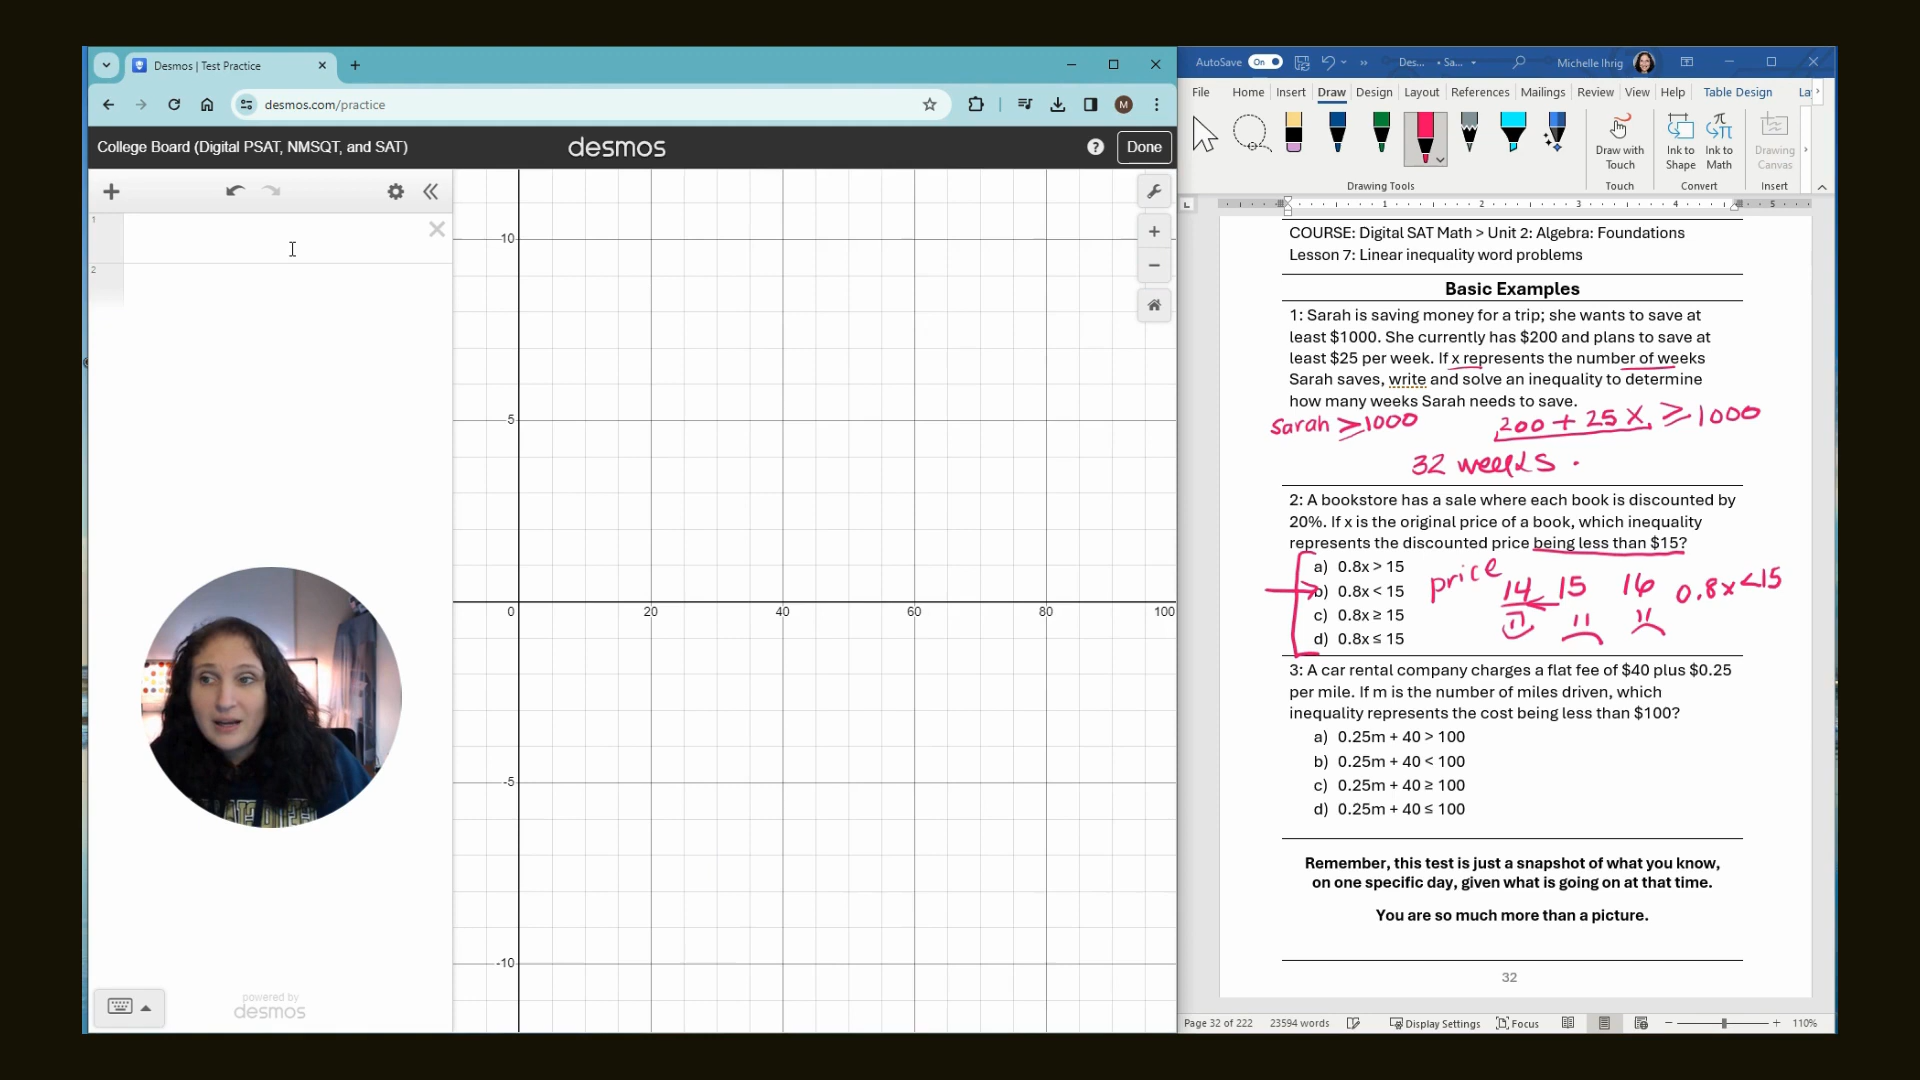 Desmos | Test Practice
desmos.com/practice
M
College Board (Digital PSAT, NMSQT, and SAT)
desmos
Done
1
2
10
5
0
20
40
60
80
100
-5
-10
powered by
desmos
AutoSave On
Des... • Sa...
Michelle Ihrig
File Home Insert Draw Design Layout References Mailings Review View Help Table Design
Draw with Touch
Ink to Shape
Ink to Math
Drawing Canvas
Drawing Tools
Touch
Convert
Insert
1 2 3 4 5
COURSE: Digital SAT Math > Unit 2: Algebra: Foundations
Lesson 7: Linear inequality word problems
Basic Examples
1: Sarah is saving money for a trip; she wants to save at
least $1000. She currently has $200 and plans to save at
least $25 per week. If x represents the number of weeks
Sarah saves, write and solve an inequality to determine
how many weeks Sarah needs to save.
Sarah ≥1000 200 + 25 x ≥1000
32 weeks.
2: A bookstore has a sale where each book is discounted by
20%. If x is the original price of a book, which inequality
represents the discounted price being less than $15?
a) 0.8x > 15
b) 0.8x < 15
c) 0.8x ≥ 15
d) 0.8x ≤ 15
price 14 15 16 0.8x<15
3: A car rental company charges a flat fee of $40 plus $0.25
per mile. If m is the number of miles driven, which
inequality represents the cost being less than $100?
a) 0.25m + 40 > 100
b) 0.25m + 40 < 100
c) 0.25m + 40 ≥ 100
d) 0.25m + 40 ≤ 100
Remember, this test is just a snapshot of what you know,
on one specific day, given what is going on at that time.
You are so much more than a picture.
32
Page 32 of 222 23594 words Display Settings Focus 110%